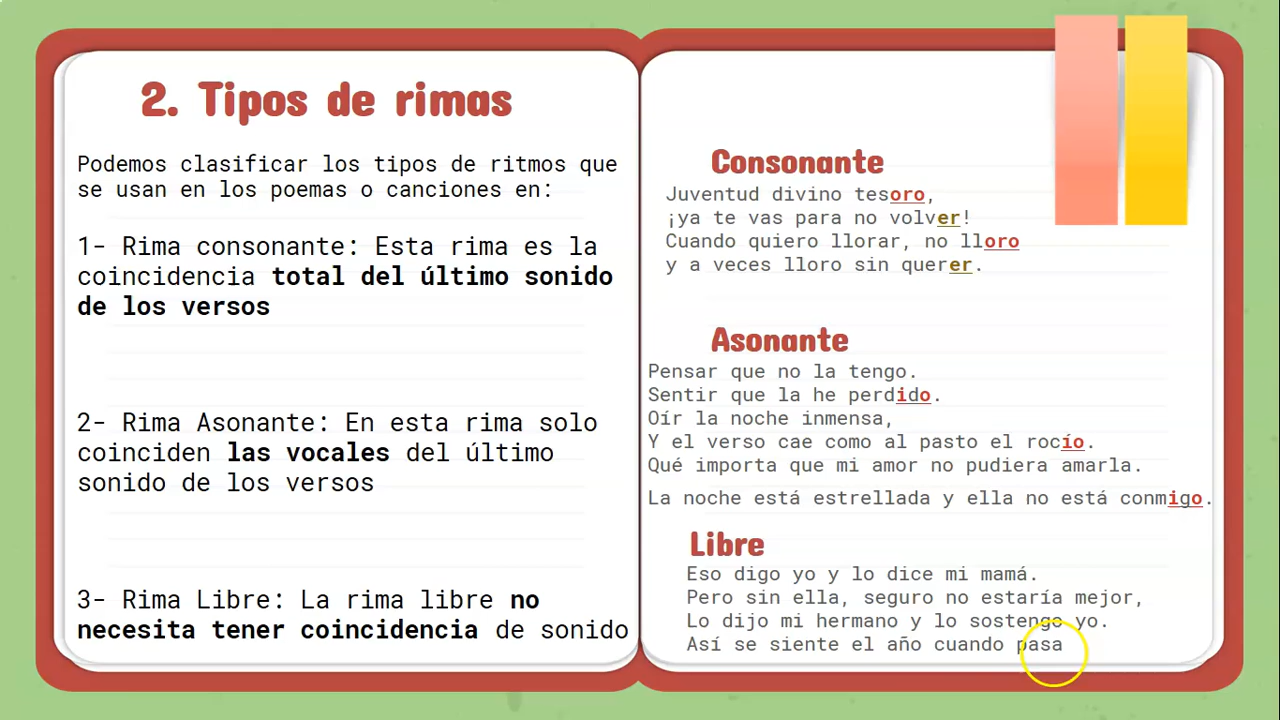 2. Tipos de rimas
Podemos clasificar los tipos de ritmos que
se usan en los poemas o canciones en:
1- Rima consonante: Esta rima es la
coincidencia total del último sonido
de los versos
2- Rima Asonante: En esta rima solo
coinciden las vocales del último
sonido de los versos
3- Rima Libre: La rima libre no
necesita tener coincidencia de sonido
Consonante
Juventud divino tesoro,
¡ya te vas para no volver!
Cuando quiero llorar, no lloro
y a veces lloro sin querer.
Asonante
Pensar que no la tengo.
Sentir que la he perdido.
Oír la noche inmensa,
Y el verso cae como al pasto el rocío.
Qué importa que mi amor no pudiera amarla.
La noche está estrellada y ella no está conmigo.
Libre
Eso digo yo y lo dice mi mamá.
Pero sin ella, seguro no estaría mejor,
Lo dijo mi hermano y lo sostengo yo.
Así se siente el año cuando pasa